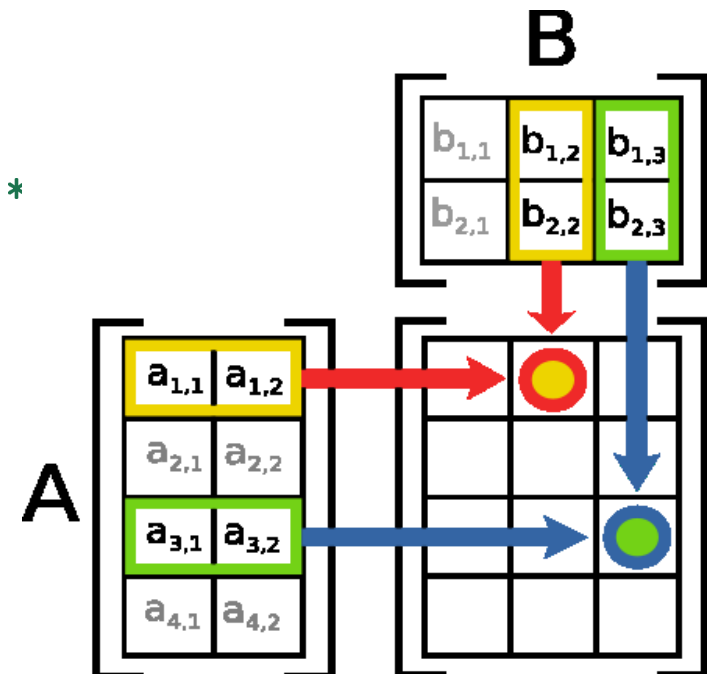 B
b1,1 b1,2 b1,3
*
b2,1 b2,2 b2,3
a1,1 a1,2
a2,1 a2,2
A
a3,1 a3,2
a4,1 a4,2